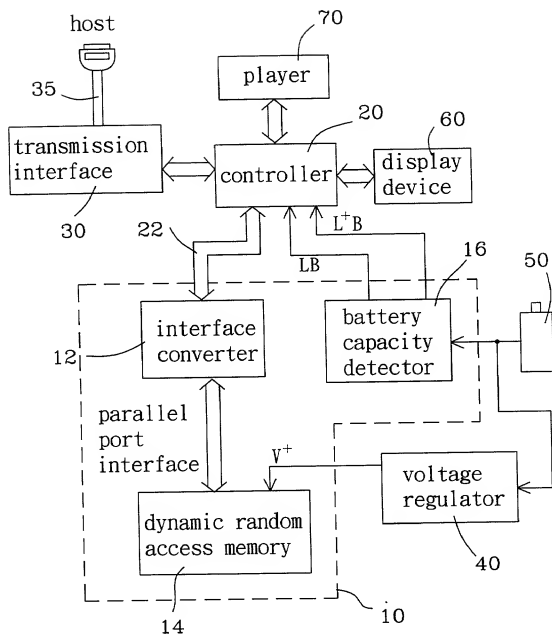 host
70
35
player
20
60
transmission
interface
controller
display
device
30
22
L⁺B
LB
16
50
12
interface
converter
battery
capacity
detector
parallel
port
interface
V⁺
voltage
regulator
dynamic random
access memory
40
14
10